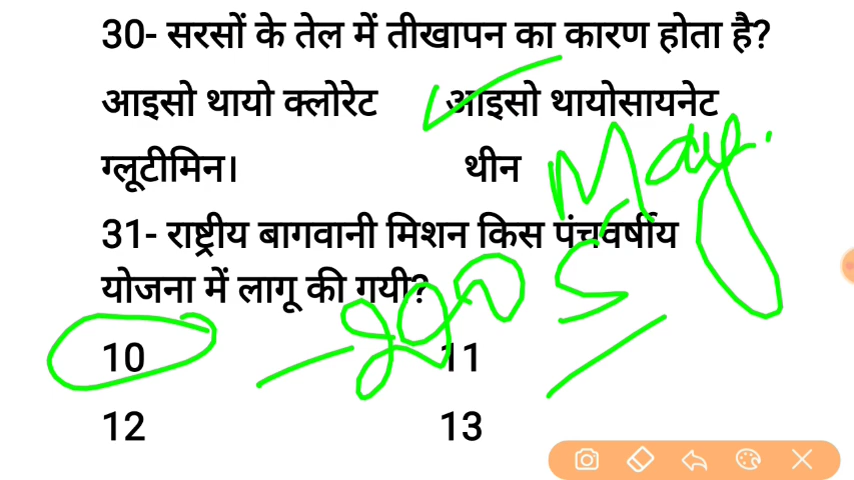 30- सरसों के तेल में तीखापन का कारण होता है?
आइसो थायो क्लोरेट आइसो थायोसायनेट
ग्लूटीमिन। थीन
31- राष्ट्रीय बागवानी मिशन किस पंचवर्षीय
योजना में लागू की गयी?
10 11
12 13